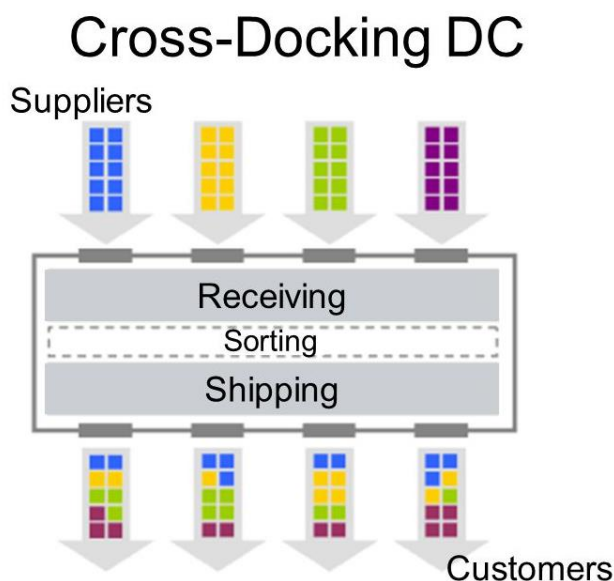 Cross-Docking DC
Suppliers
Receiving
Sorting
Shipping
Customers